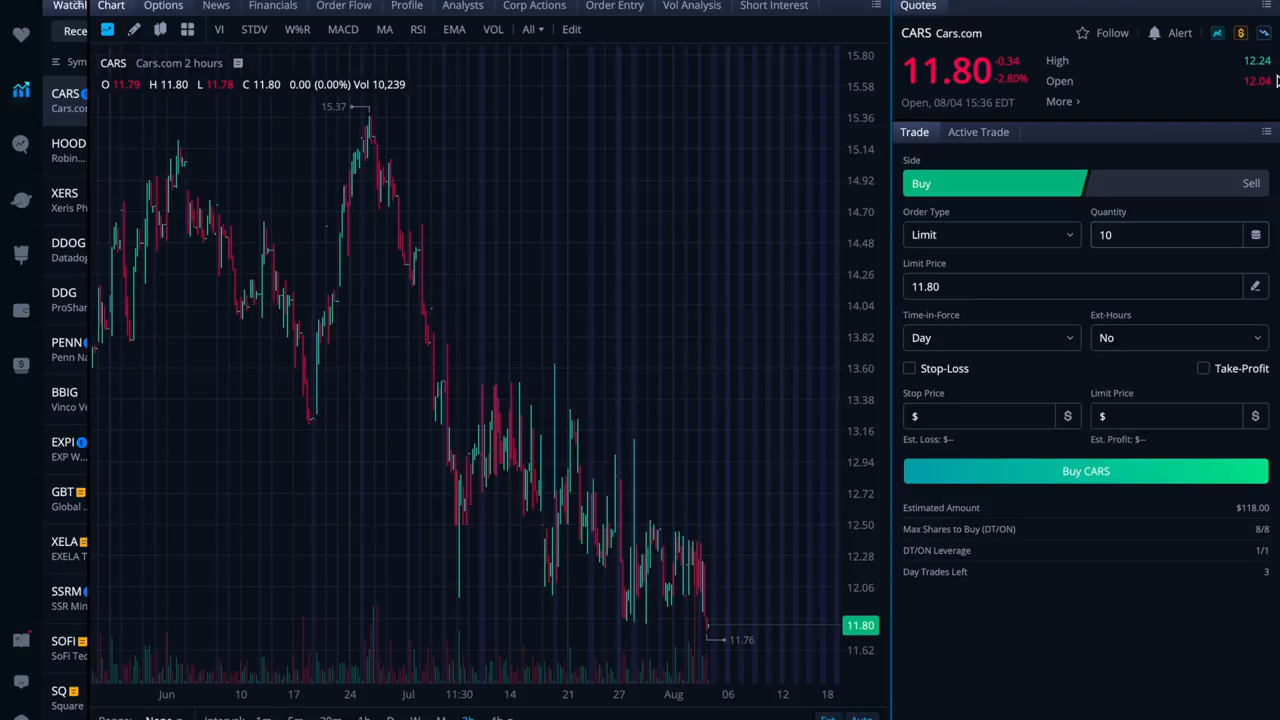 Watchl
Chart Options News Financials Order Flow Profile Analysts Corp Actions Order Entry Vol Analysis Short Interest
Rece
VI STDV W%R MACD MA RSI EMA VOL All Edit
Sym
CARS Cars.com 2 hours
O 11.79 H 11.80 L 11.78 C 11.80 0.00 (0.00%) Vol 10,239
CARS
Cars.co
HOOD
Robin...
XERS
Xeris Ph
DDOG
Datadog
DDG
ProShar
PENN
Penn Na
BBIG
Vinco Ve
EXPI
EXP W...
GBT
Global ..
XELA
EXELA T
SSRM
SSR Min
SOFI
SoFi Tec
SQ
Square
15.37
11.76
15.80
15.58
15.36
15.14
14.92
14.70
14.48
14.26
14.04
13.82
13.60
13.38
13.16
12.94
12.72
12.50
12.28
12.06
11.80
11.62
Jun 10 17 24 Jul 11:30 14 21 27 Aug 06 12 18
Quotes
CARS Cars.com Follow Alert
11.80 -0.34 -2.80%
Open, 08/04 15:36 EDT
High 12.24
Open 12.04
More ›
Trade Active Trade
Side
Buy Sell
Order Type Quantity
Limit 10
Limit Price
11.80
Time-in-Force Ext-Hours
Day No
Stop-Loss Take-Profit
Stop Price Limit Price
$ $ $ $
Est. Loss: $-- Est. Profit: $--
Buy CARS
Estimated Amount $118.00
Max Shares to Buy (DT/ON) 8/8
DT/ON Leverage 1/1
Day Trades Left 3